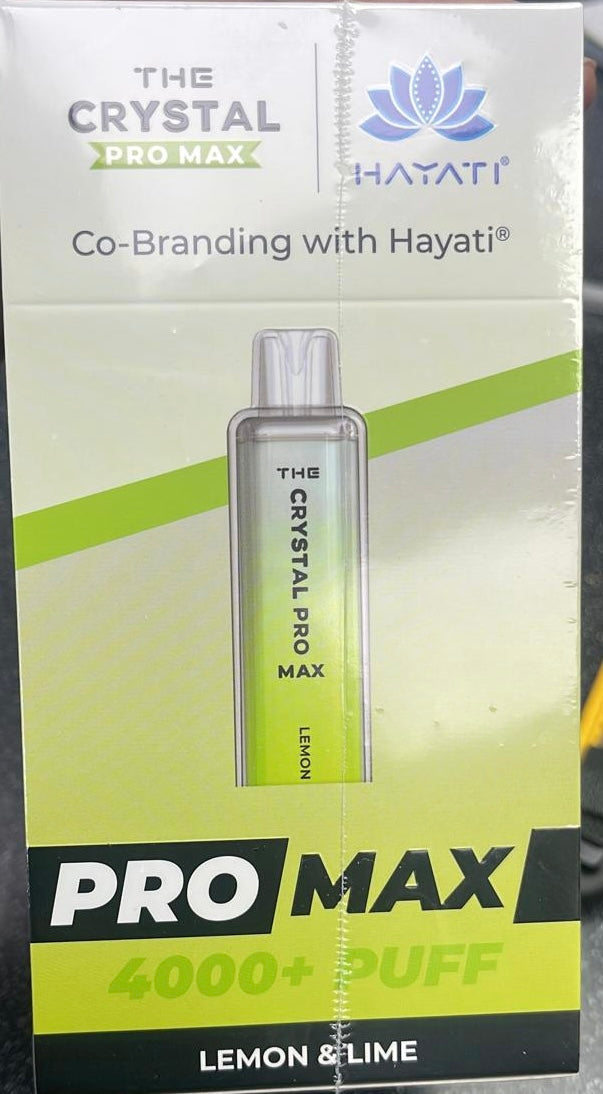 THE
CRYSTAL
PRO MAX
HAYATI®
Co-Branding with Hayati®
THE
CRYSTAL PRO
MAX
LEMON
PRO MAX
4000+ PUFF
LEMON & LIME